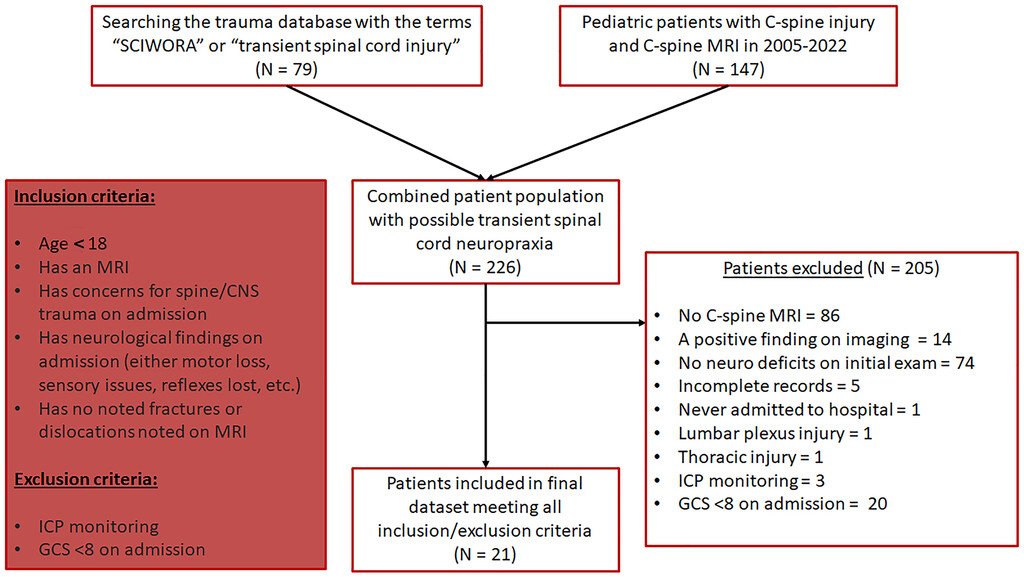 Searching the trauma database with the terms
“SCIWORA” or “transient spinal cord injury”
(N = 79)
Pediatric patients with C-spine injury
and C-spine MRI in 2005-2022
(N = 147)
Inclusion criteria:
• Age < 18
• Has an MRI
• Has concerns for spine/CNS
trauma on admission
• Has neurological findings on
admission (either motor loss,
sensory issues, reflexes lost, etc.)
• Has no noted fractures or
dislocations noted on MRI
Exclusion criteria:
• ICP monitoring
• GCS <8 on admission
Combined patient population
with possible transient spinal
cord neuropraxia
(N = 226)
Patients excluded (N = 205)
• No C-spine MRI = 86
• A positive finding on imaging = 14
• No neuro deficits on initial exam = 74
• Incomplete records = 5
• Never admitted to hospital = 1
• Lumbar plexus injury = 1
• Thoracic injury = 1
• ICP monitoring = 3
• GCS <8 on admission = 20
Patients included in final
dataset meeting all
inclusion/exclusion criteria
(N = 21)